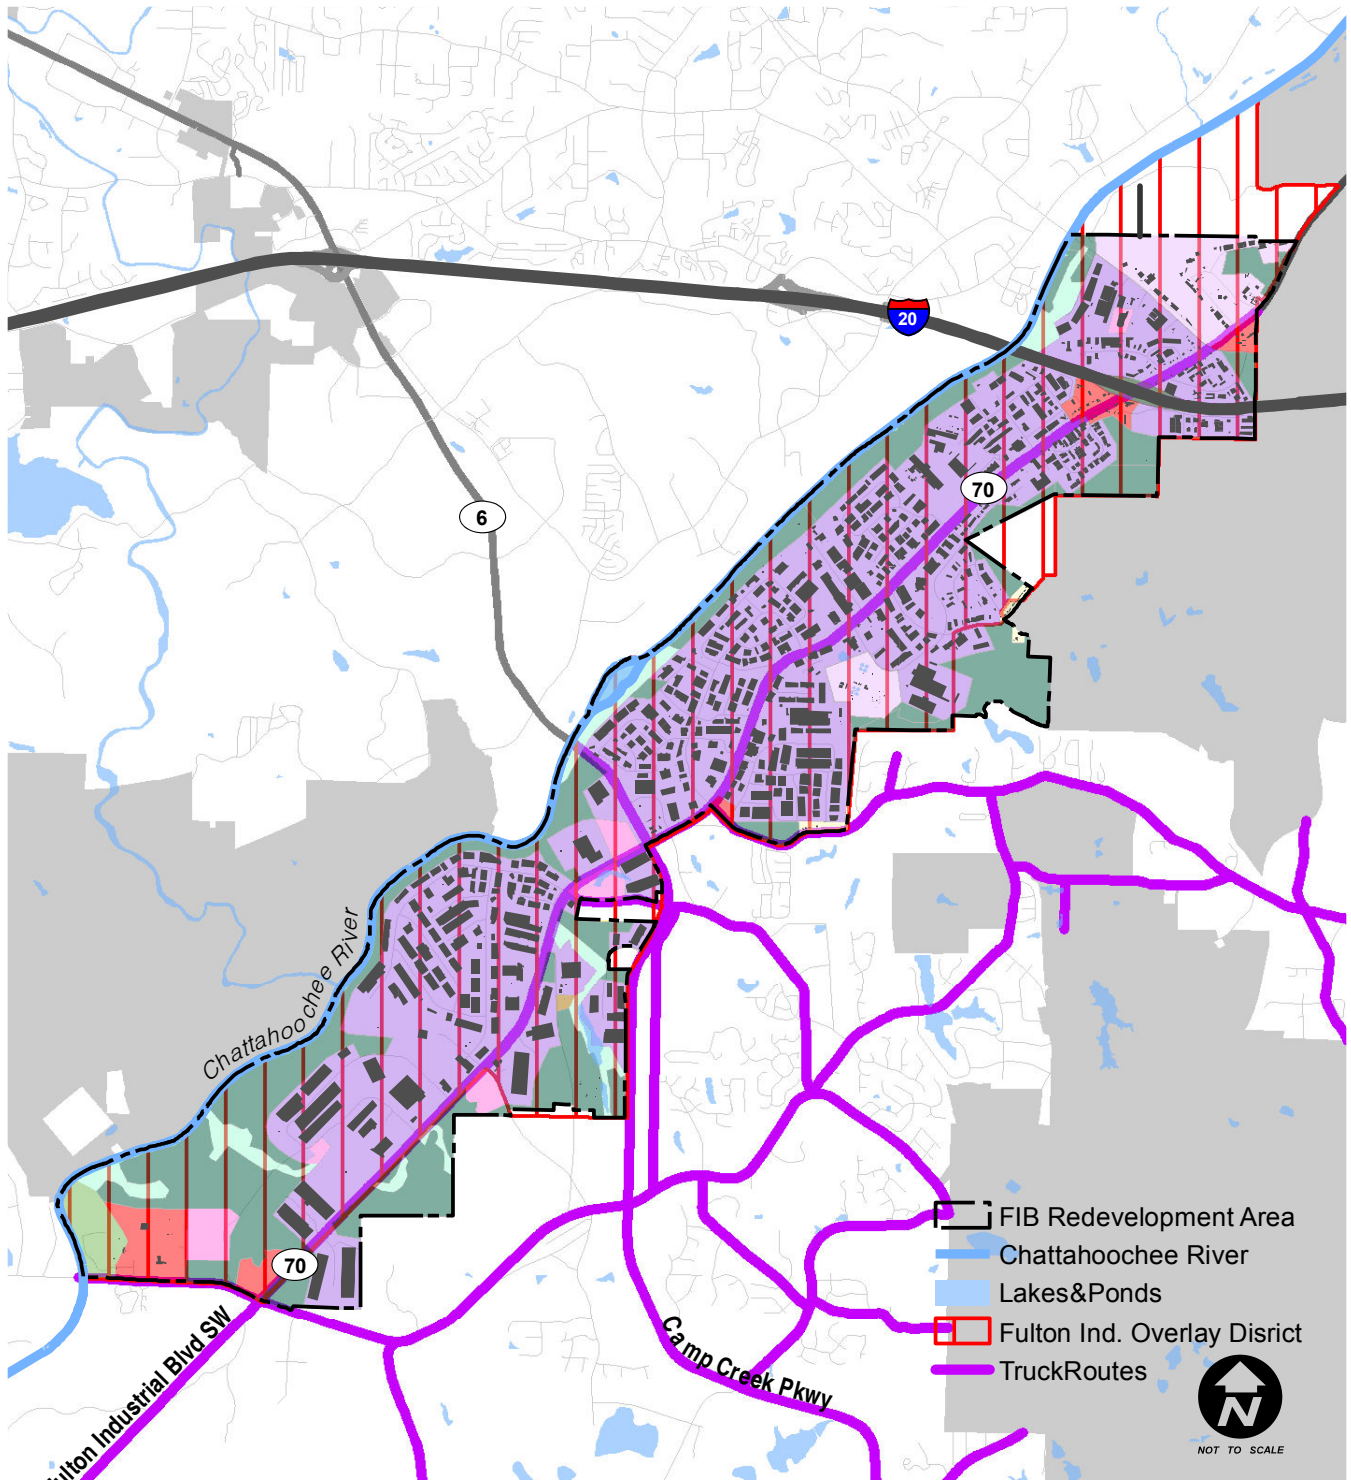 20
70
6
Chattahoochee River
70
FIB Redevelopment Area
Chattahoochee River
Lakes&Ponds
Fulton Ind. Overlay Disrict
TruckRoutes
Camp Creek Pkwy
ulton Industrial Blvd SW
N
NOT TO SCALE